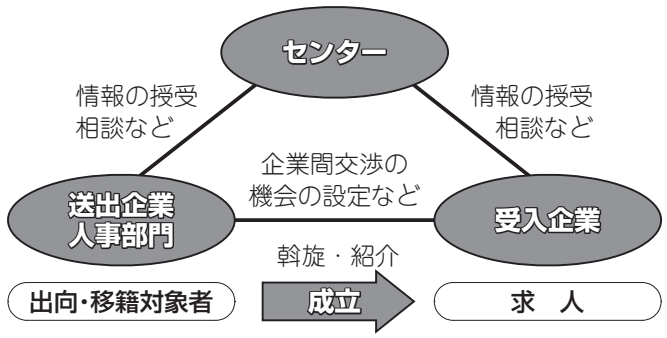 センター
情報の授受
相談など
情報の授受
相談など
企業間交渉の
機会の設定など
送出企業
人事部門
受入企業
斡旋・紹介
出向・移籍対象者
成立
求　人